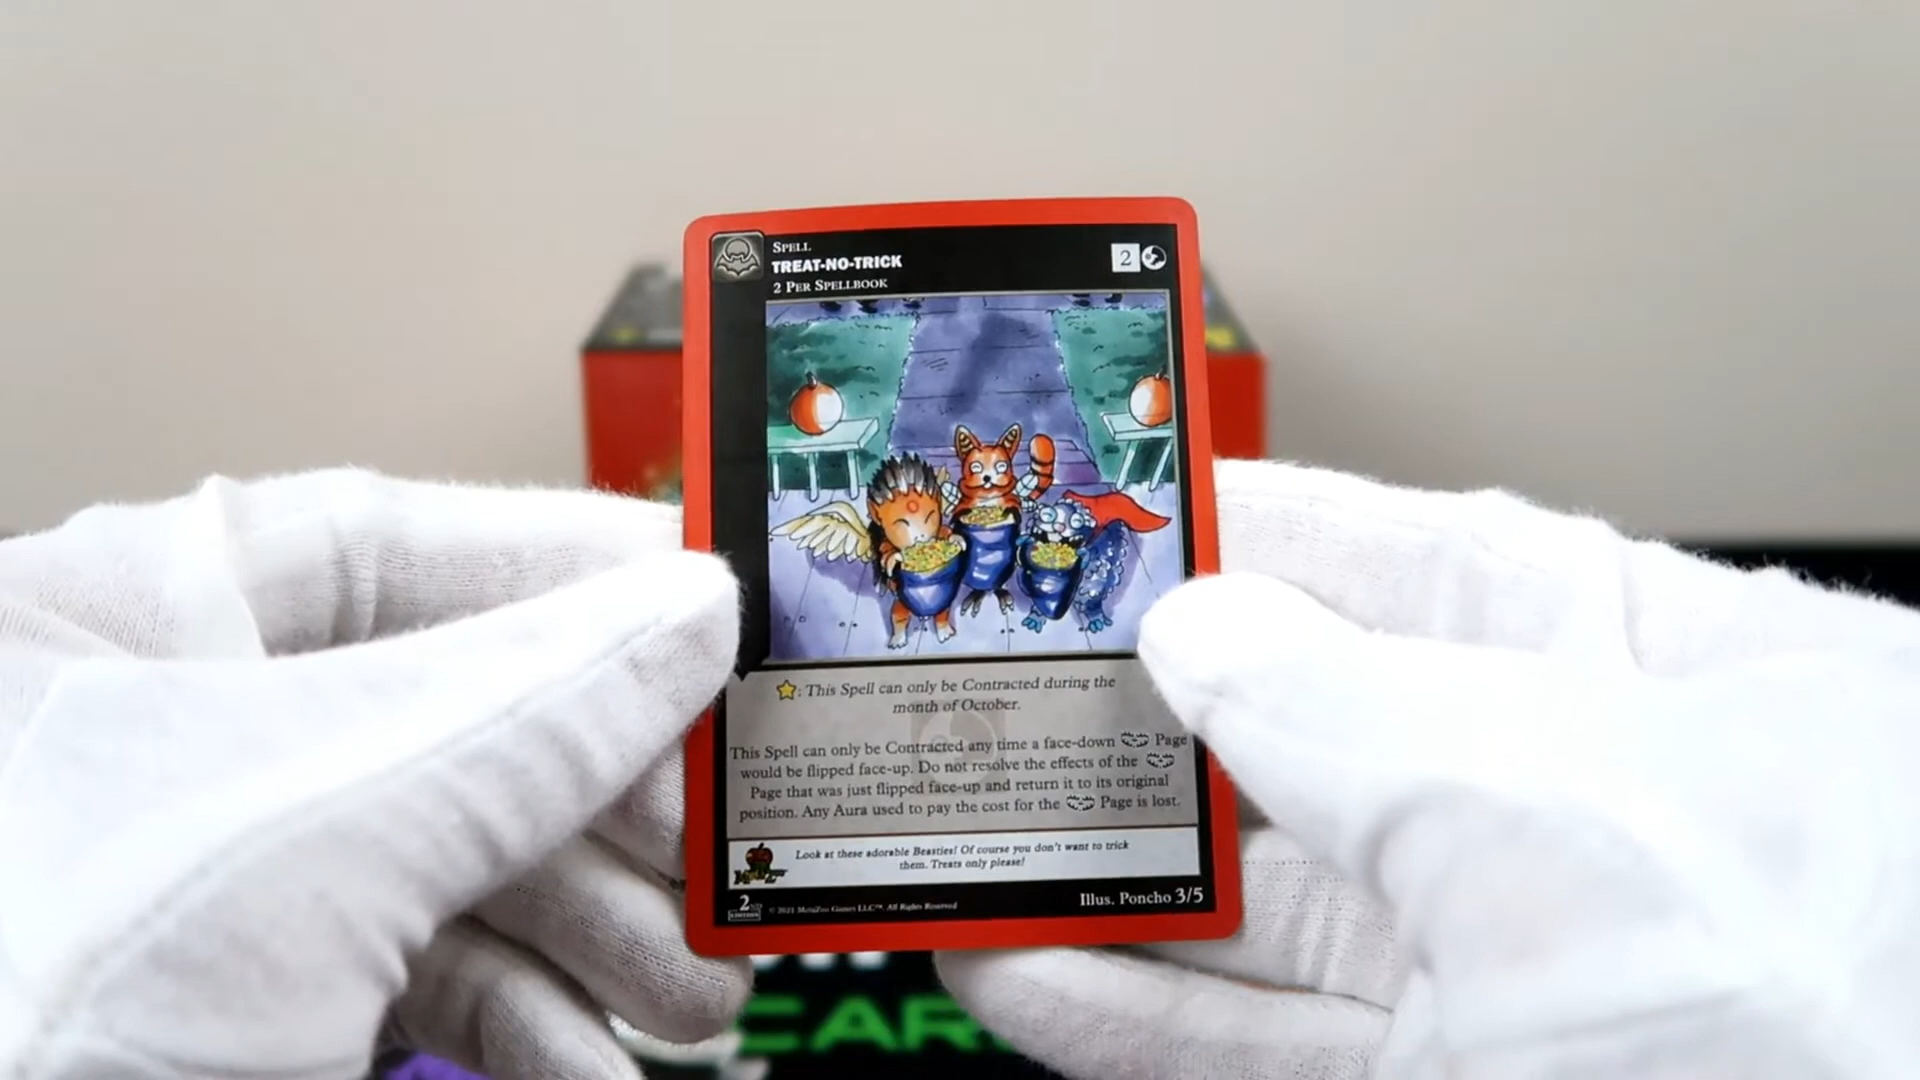 SPELL
TREAT-NO-TRICK
2
2 PER SPELLBOOK
: This Spell can only be Contracted during the
month of October.
This Spell can only be Contracted any time a face-down Page
would be flipped face-up. Do not resolve the effects of the
Page that was just flipped face-up and return it to its original
position. Any Aura used to pay the cost for the Page is lost.
Look at these adorable Beasties! Of course you don't want to trick
them. Treats only please!
2ND
EDITION
© 2021 MetaZoo Games LLC™. All Rights Reserved
Illus. Poncho 3/5
CAR